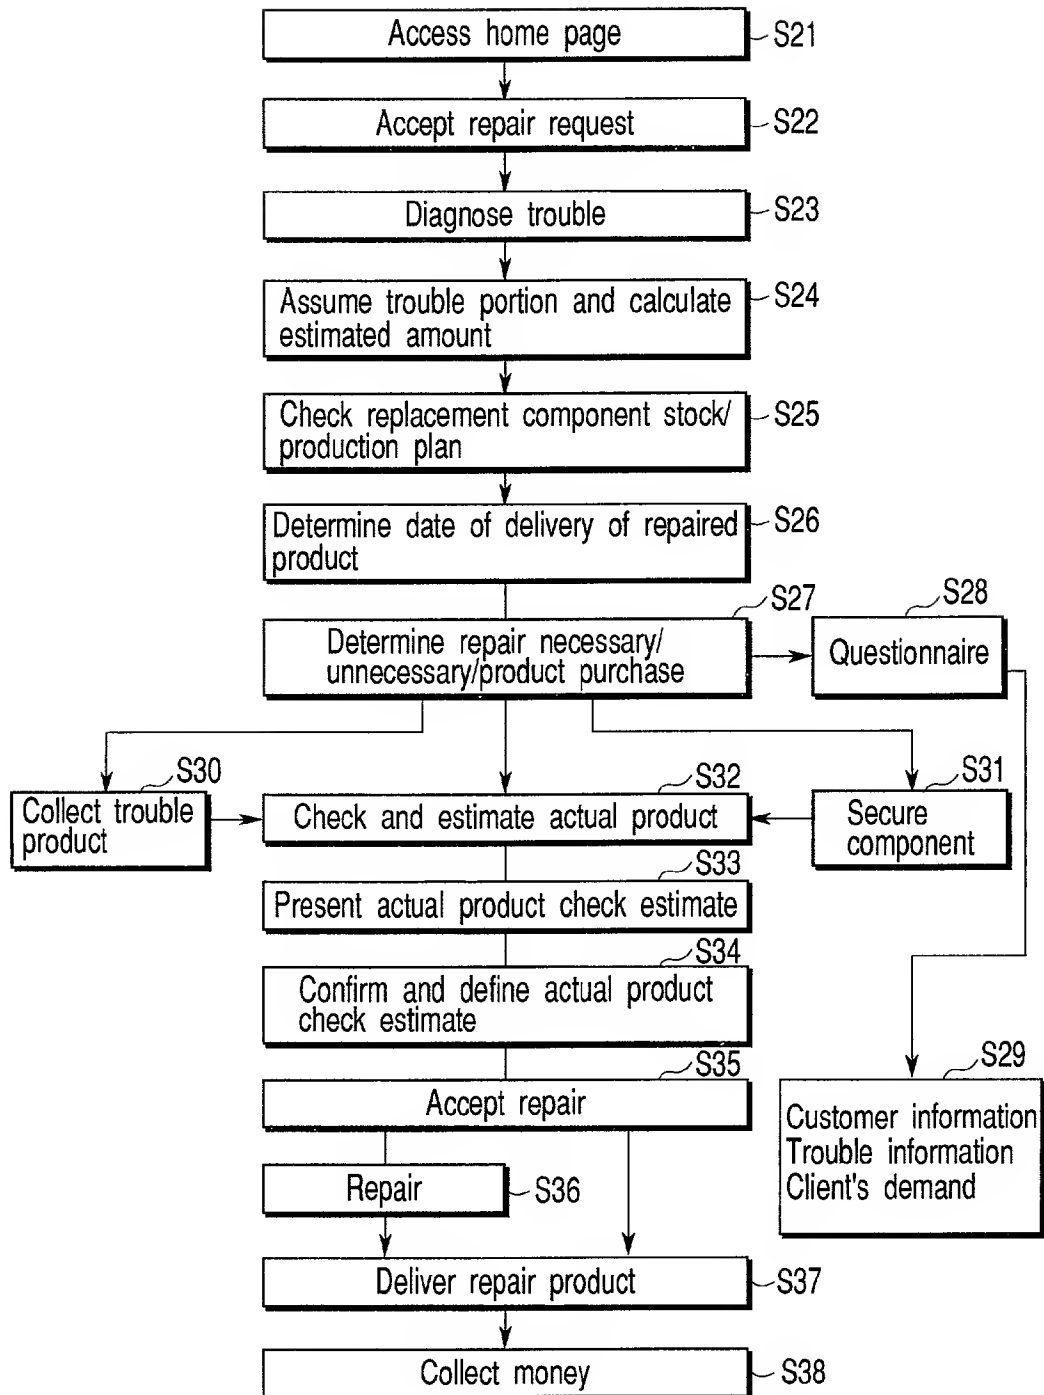 Access home page
S21
Accept repair request
S22
Diagnose trouble
S23
Assume trouble portion and calculate
estimated amount
S24
Check replacement component stock/
production plan
S25
Determine date of delivery of repaired
product
S26
Determine repair necessary/
unnecessary/product purchase
S27
Questionnaire
S28
Collect trouble
product
S30
Check and estimate actual product
S32
Secure
component
S31
Present actual product check estimate
S33
Confirm and define actual product
check estimate
S34
Accept repair
S35
Customer information
Trouble information
Client's demand
S29
Repair
S36
Deliver repair product
S37
Collect money
S38